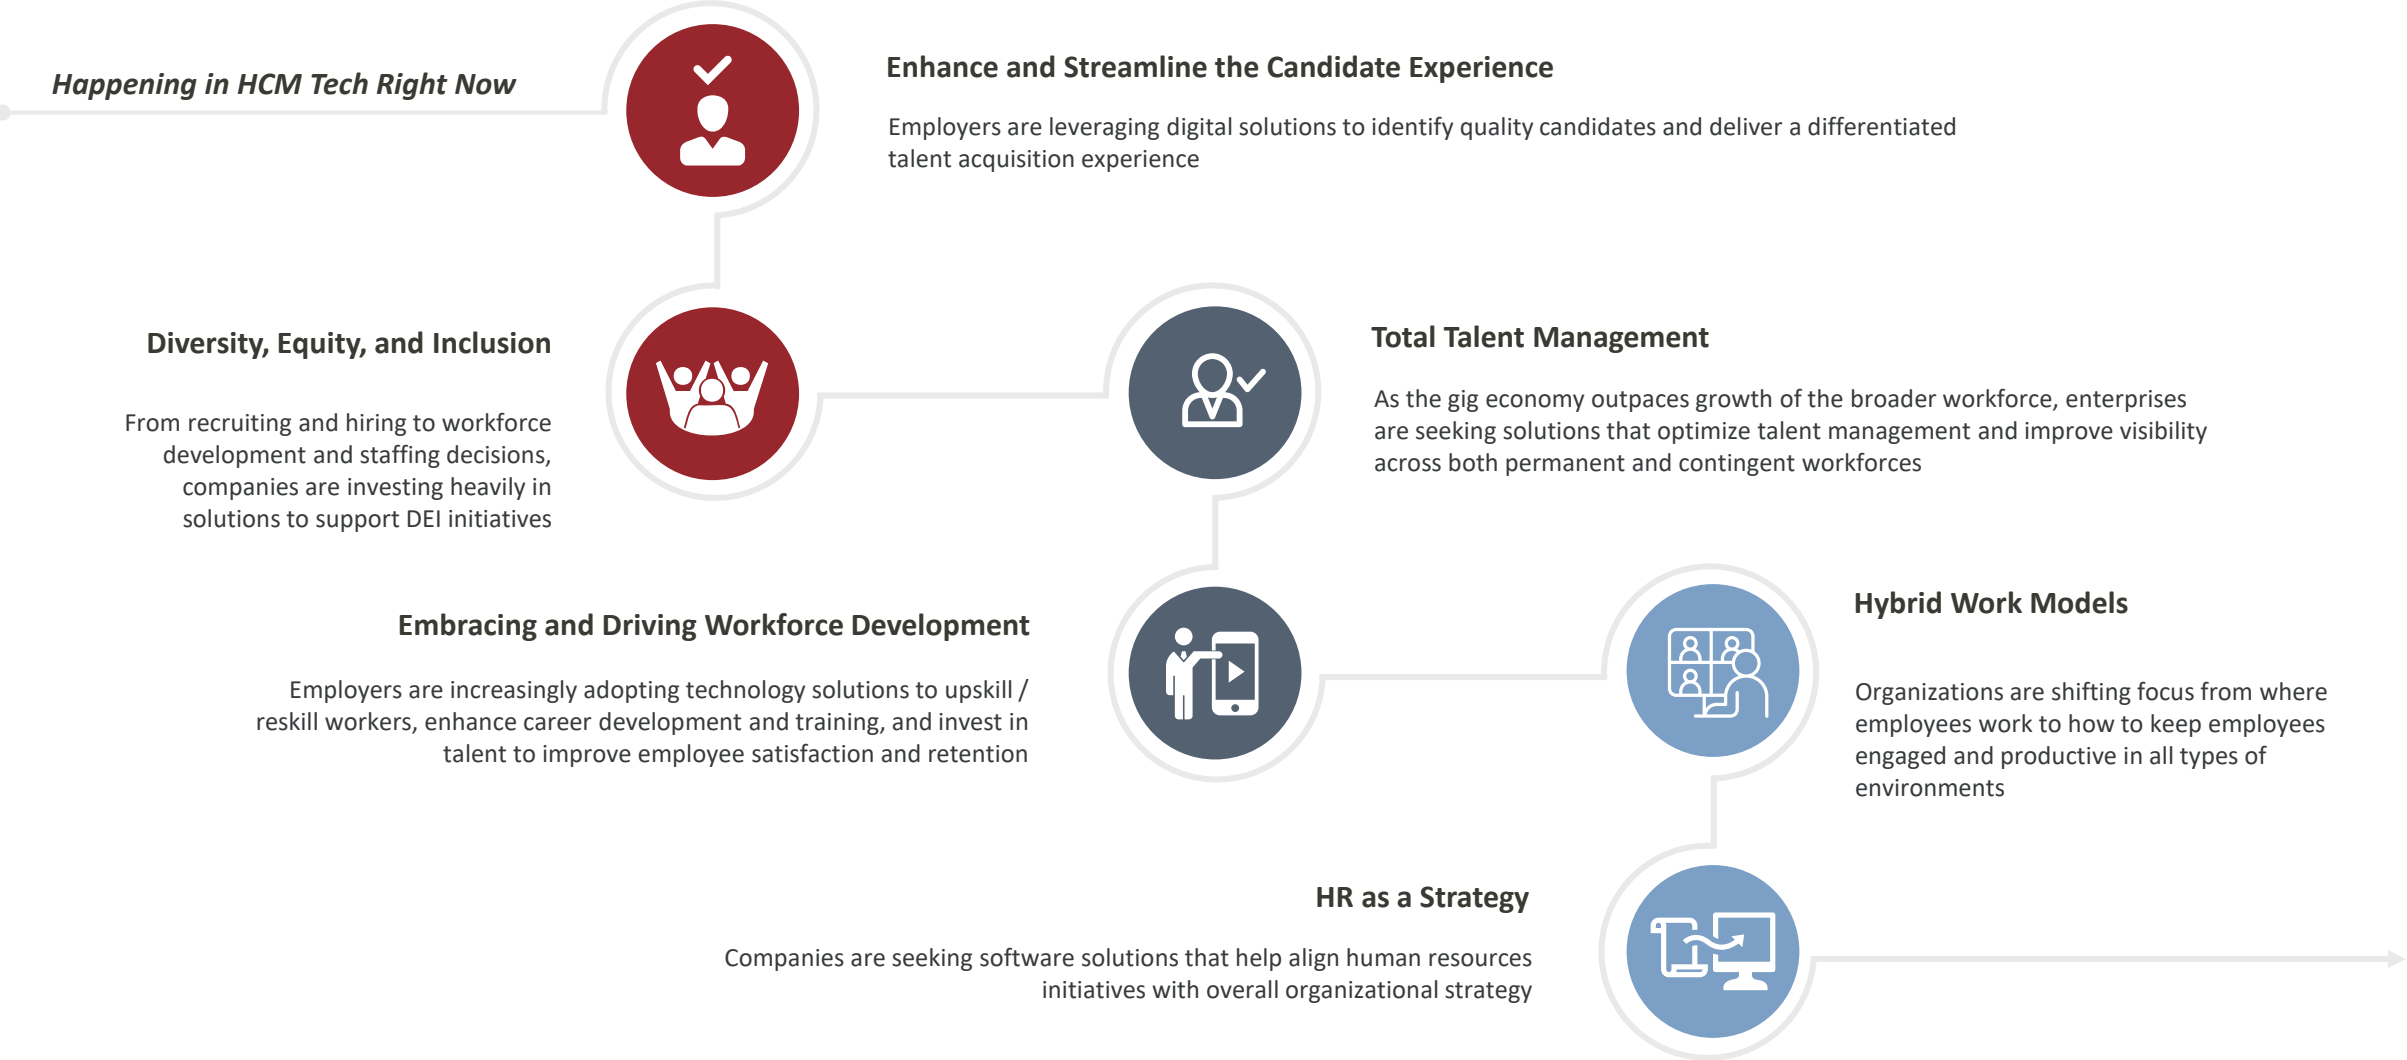 Happening in HCM Tech Right Now
Enhance and Streamline the Candidate Experience
Employers are leveraging digital solutions to identify quality candidates and deliver a differentiated
talent acquisition experience
Diversity, Equity, and Inclusion
From recruiting and hiring to workforce
development and staffing decisions,
companies are investing heavily in
solutions to support DEI initiatives
Total Talent Management
As the gig economy outpaces growth of the broader workforce, enterprises
are seeking solutions that optimize talent management and improve visibility
across both permanent and contingent workforces
Embracing and Driving Workforce Development
Employers are increasingly adopting technology solutions to upskill /
reskill workers, enhance career development and training, and invest in
talent to improve employee satisfaction and retention
Hybrid Work Models
Organizations are shifting focus from where
employees work to how to keep employees
engaged and productive in all types of
environments
HR as a Strategy
Companies are seeking software solutions that help align human resources
initiatives with overall organizational strategy